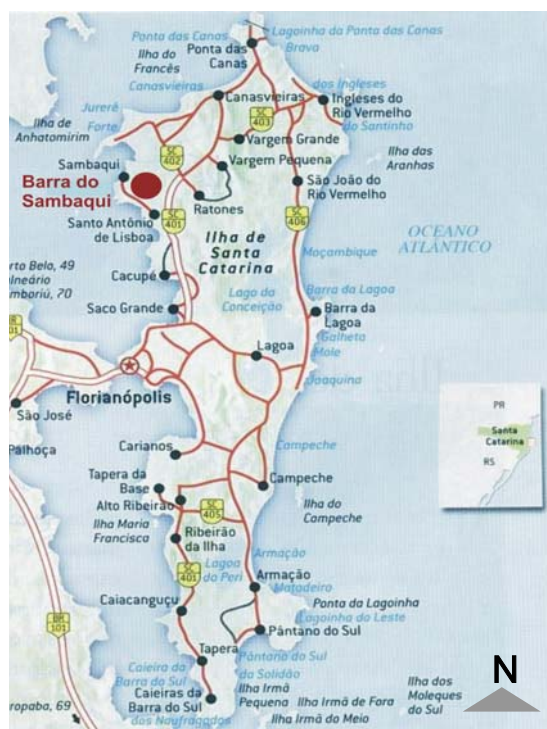 Ponta das Canas
Lagoinha da Ponta das Canas
Ponta das
Canas
Brava
Ilha do
Francês
Canasvieiras
dos Ingleses
Canasvieiras
Ingleses do
Rio Vermelho
Jurerê
Forte
do Santinho
SC
403
Ilha de
Anhatomirim
Vargem Grande
SC
402
Vargem Pequena
Ilha das
Aranhas
Sambaqui
Barra do
Sambaqui
São João do
Rio Vermelho
Ratones
Santo Antônio
de Lisboa
SC
401
SC
406
Ilha de
Santa
Catarina
OCEANO
ATLÂNTICO
Moçambique
orto Belo, 49
lneário
mboriú, 70
Cacupé
Lago da
Conceição
Barra da Lagoa
Saco Grande
Barra da
Lagoa
BR
101
Galheta
Mole
Lagoa
Joaquina
Florianópolis
São José
PR
Santa
Catarina
RS
Palhoça
Carianos
Campeche
Tapera da
Base
Campeche
Alto Ribeirão
SC
405
Ilha do
Campeche
Ilha Maria
Francisca
Ribeirão
da Ilha
Armação
Lagoa
do Peri
SC
401
Armação
Matadeiro
BR
101
Caiacanguçu
Ponta da Lagoinha
Lagoinha do Leste
Pântano do Sul
Tapera
Pântano do Sul
Caieira da
Barra do Sul
da Solidão
Caieiras da
Barra do Sul
Ilha Irmã
Pequena
Ilha Irmã de Fora
Ilha dos
Moleques
do Sul
N
aropaba, 69
dos Naufragados
Ilha Irmã do Meio